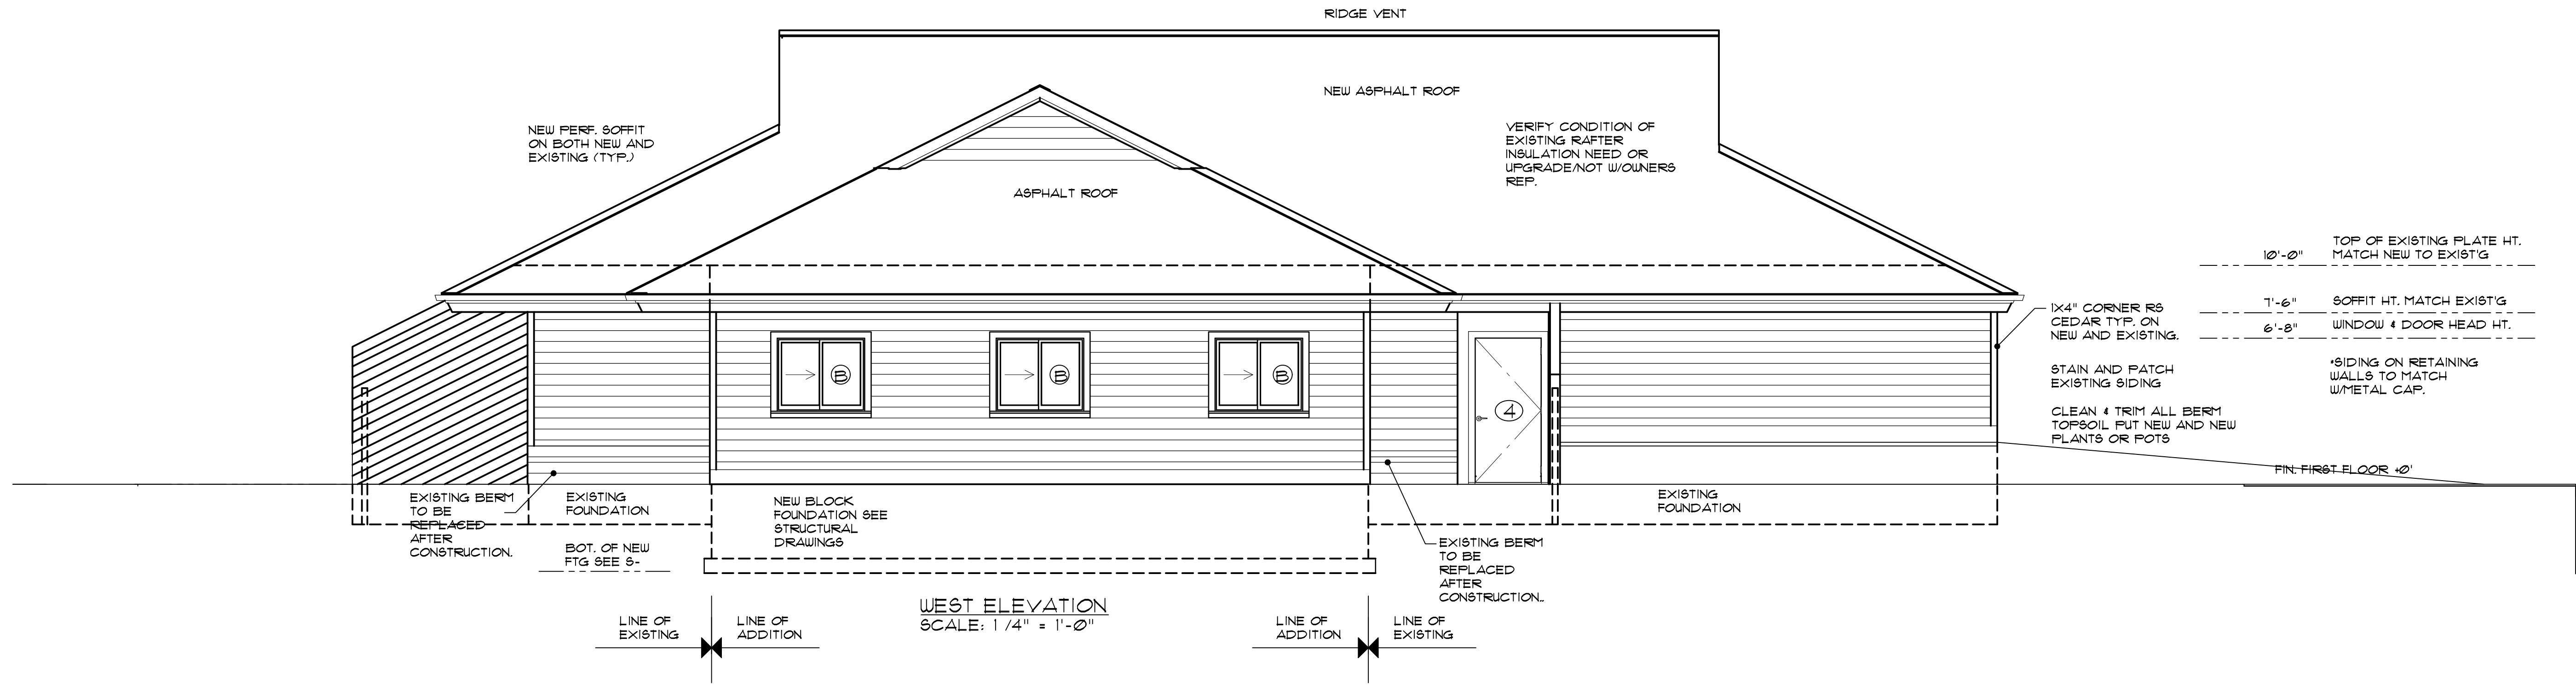 RIDGE VENT
NEW ASPHALT ROOF
NEW PERF. SOFFIT
ON BOTH NEW AND
EXISTING (TYP.)
VERIFY CONDITION OF
EXISTING RAFTER
INSULATION NEED OR
UPGRADE/NOT W/OWNERS
REP.
ASPHALT ROOF
10'-0"
TOP OF EXISTING PLATE HT.
MATCH NEW TO EXIST'G
7'-6"
SOFFIT HT. MATCH EXIST'G
6'-8"
WINDOW & DOOR HEAD HT.
*SIDING ON RETAINING
WALLS TO MATCH
W/METAL CAP.
1X4" CORNER RS
CEDAR TYP. ON
NEW AND EXISTING.
STAIN AND PATCH
EXISTING SIDING
CLEAN & TRIM ALL BERM
TOPSOIL PUT NEW AND NEW
PLANTS OR POTS
B
B
B
4
FIN. FIRST FLOOR +0'
EXISTING BERM
TO BE
REPLACED
AFTER
CONSTRUCTION.
EXISTING
FOUNDATION
BOT. OF NEW
FTG SEE S-
NEW BLOCK
FOUNDATION SEE
STRUCTURAL
DRAWINGS
EXISTING
FOUNDATION
EXISTING BERM
TO BE
REPLACED
AFTER
CONSTRUCTION..
WEST ELEVATION
SCALE: 1 /4" = 1'-0"
LINE OF
EXISTING
LINE OF
ADDITION
LINE OF
ADDITION
LINE OF
EXISTING